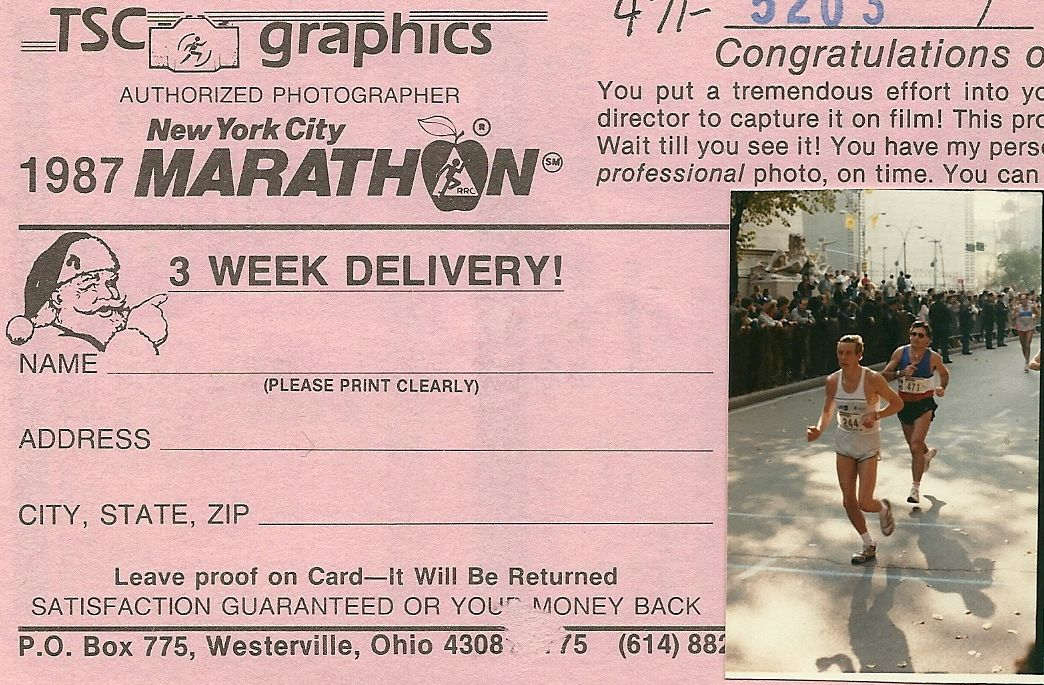 TSC graphics
AUTHORIZED PHOTOGRAPHER
1987 New York City MARATHON ® SM
RRC
3 WEEK DELIVERY!
NAME
(PLEASE PRINT CLEARLY)
ADDRESS
CITY, STATE, ZIP
Leave proof on Card—It Will Be Returned
SATISFACTION GUARANTEED OR YOUR MONEY BACK
P.O. Box 775, Westerville, Ohio 4308 75 (614) 882
471- 5203
Congratulations o
You put a tremendous effort into yo
director to capture it on film! This pro
Wait till you see it! You have my perso
professional photo, on time. You can
471
244